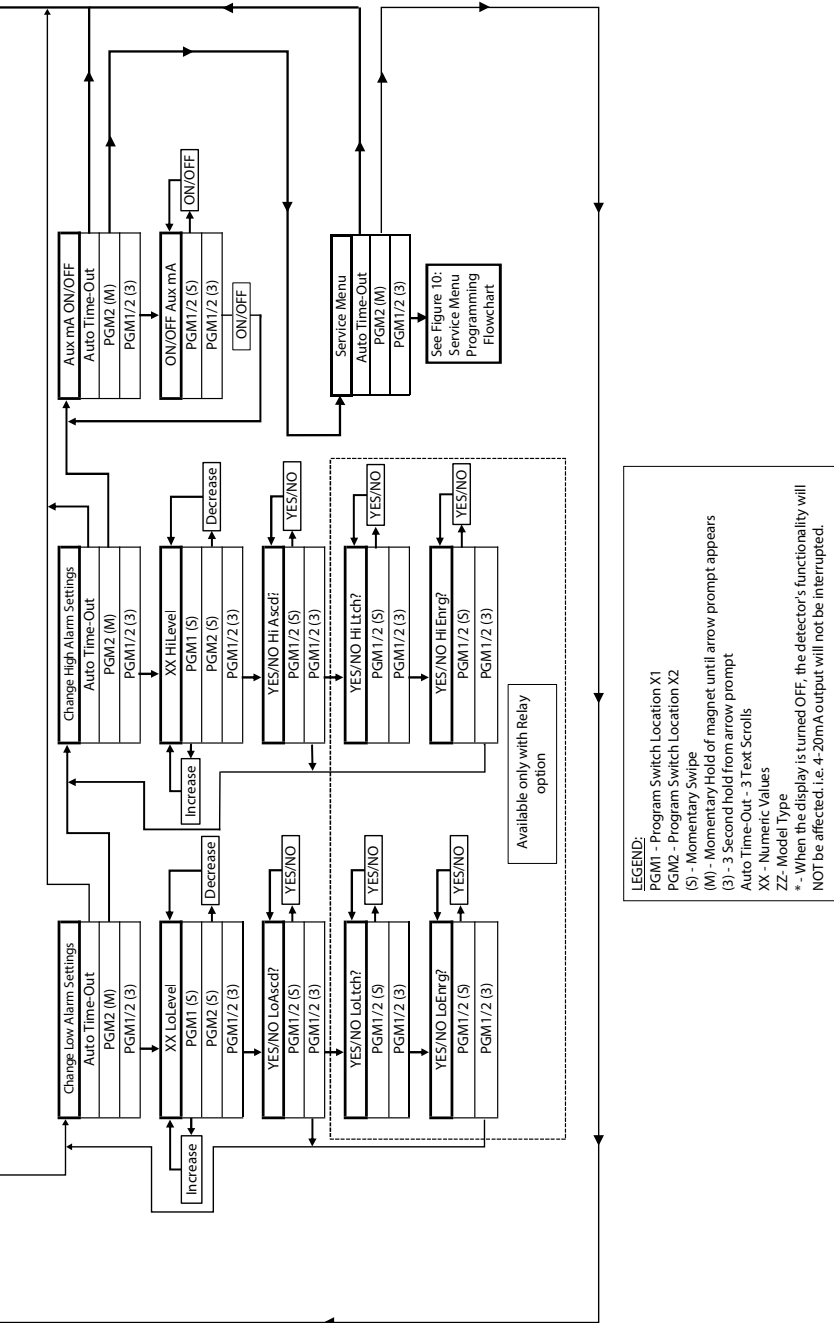 Change Low Alarm Settings
Auto Time-Out
PGM2 (M)
PGM1/2 (3)
XX LoLevel
PGM1 (S)
PGM2 (S)
PGM1/2 (3)
Increase
Decrease
YES/NO LoAscd?
PGM1/2 (S)
PGM1/2 (3)
YES/NO
YES/NO LoLtch?
PGM1/2 (S)
PGM1/2 (3)
YES/NO
YES/NO LoEnrg?
PGM1/2 (S)
PGM1/2 (3)
YES/NO
Change High Alarm Settings
Auto Time-Out
PGM2 (M)
PGM1/2 (3)
XX HiLevel
PGM1 (S)
PGM2 (S)
PGM1/2 (3)
Increase
Decrease
YES/NO Hi Ascd?
PGM1/2 (S)
PGM1/2 (3)
YES/NO
YES/NO HiLtch?
PGM1/2 (S)
PGM1/2 (3)
YES/NO
YES/NO Hi Enrg?
PGM1/2 (S)
PGM1/2 (3)
YES/NO
Available only with Relay
option
Aux mA ON/OFF
Auto Time-Out
PGM2 (M)
PGM1/2 (3)
ON/OFF Aux mA
PGM1/2 (S)
PGM1/2 (3)
ON/OFF
ON/OFF
Service Menu
Auto Time-Out
PGM2 (M)
PGM1/2 (3)
See Figure 10:
Service Menu
Programming
Flowchart
LEGEND:
PGM1 - Program Switch Location X1
PGM2 - Program Switch Location X2
(S) - Momentary Swipe
(M) - Momentary Hold of magnet until arrow prompt appears
(3) - 3 Second hold from arrow prompt
Auto Time-Out - 3 Text Scrolls
XX - Numeric Values
ZZ- Model Type
* - When the display is turned OFF, the detector's functionality will
NOT be affected. i.e. 4-20mA output will not be interrupted.